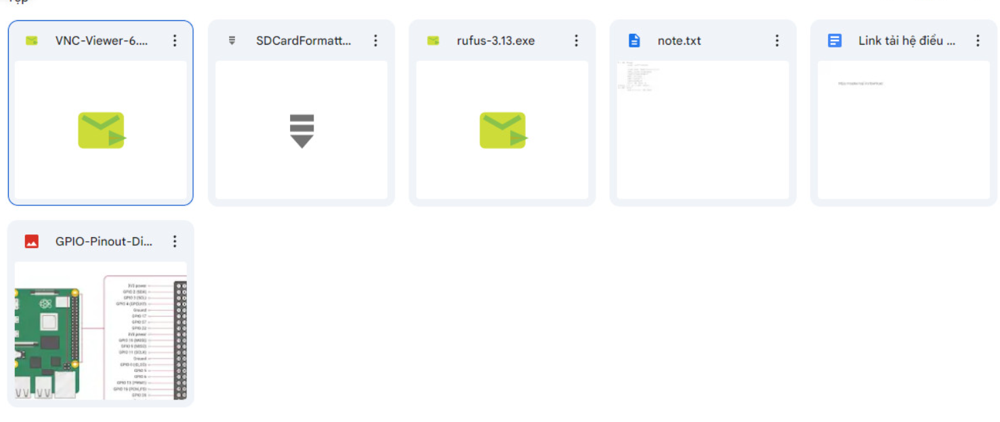 VNC-Viewer-6....
SDCardFormatt...
rufus-3.13.exe
note.txt
Link tải hệ điều ...
GPIO-Pinout-Di...
3V3 power
GPIO 2 (SDA)
GPIO 3 (SCL)
GPIO 4 (GPCLK0)
Ground
GPIO 17
GPIO 27
GPIO 22
3V3 power
GPIO 10 (MOSI)
GPIO 9 (MISO)
GPIO 11 (SCLK)
Ground
GPIO 0 (ID_SD)
GPIO 5
GPIO 6
GPIO 13 (PWM1)
GPIO 19 (PCM_FS)
GPIO 26